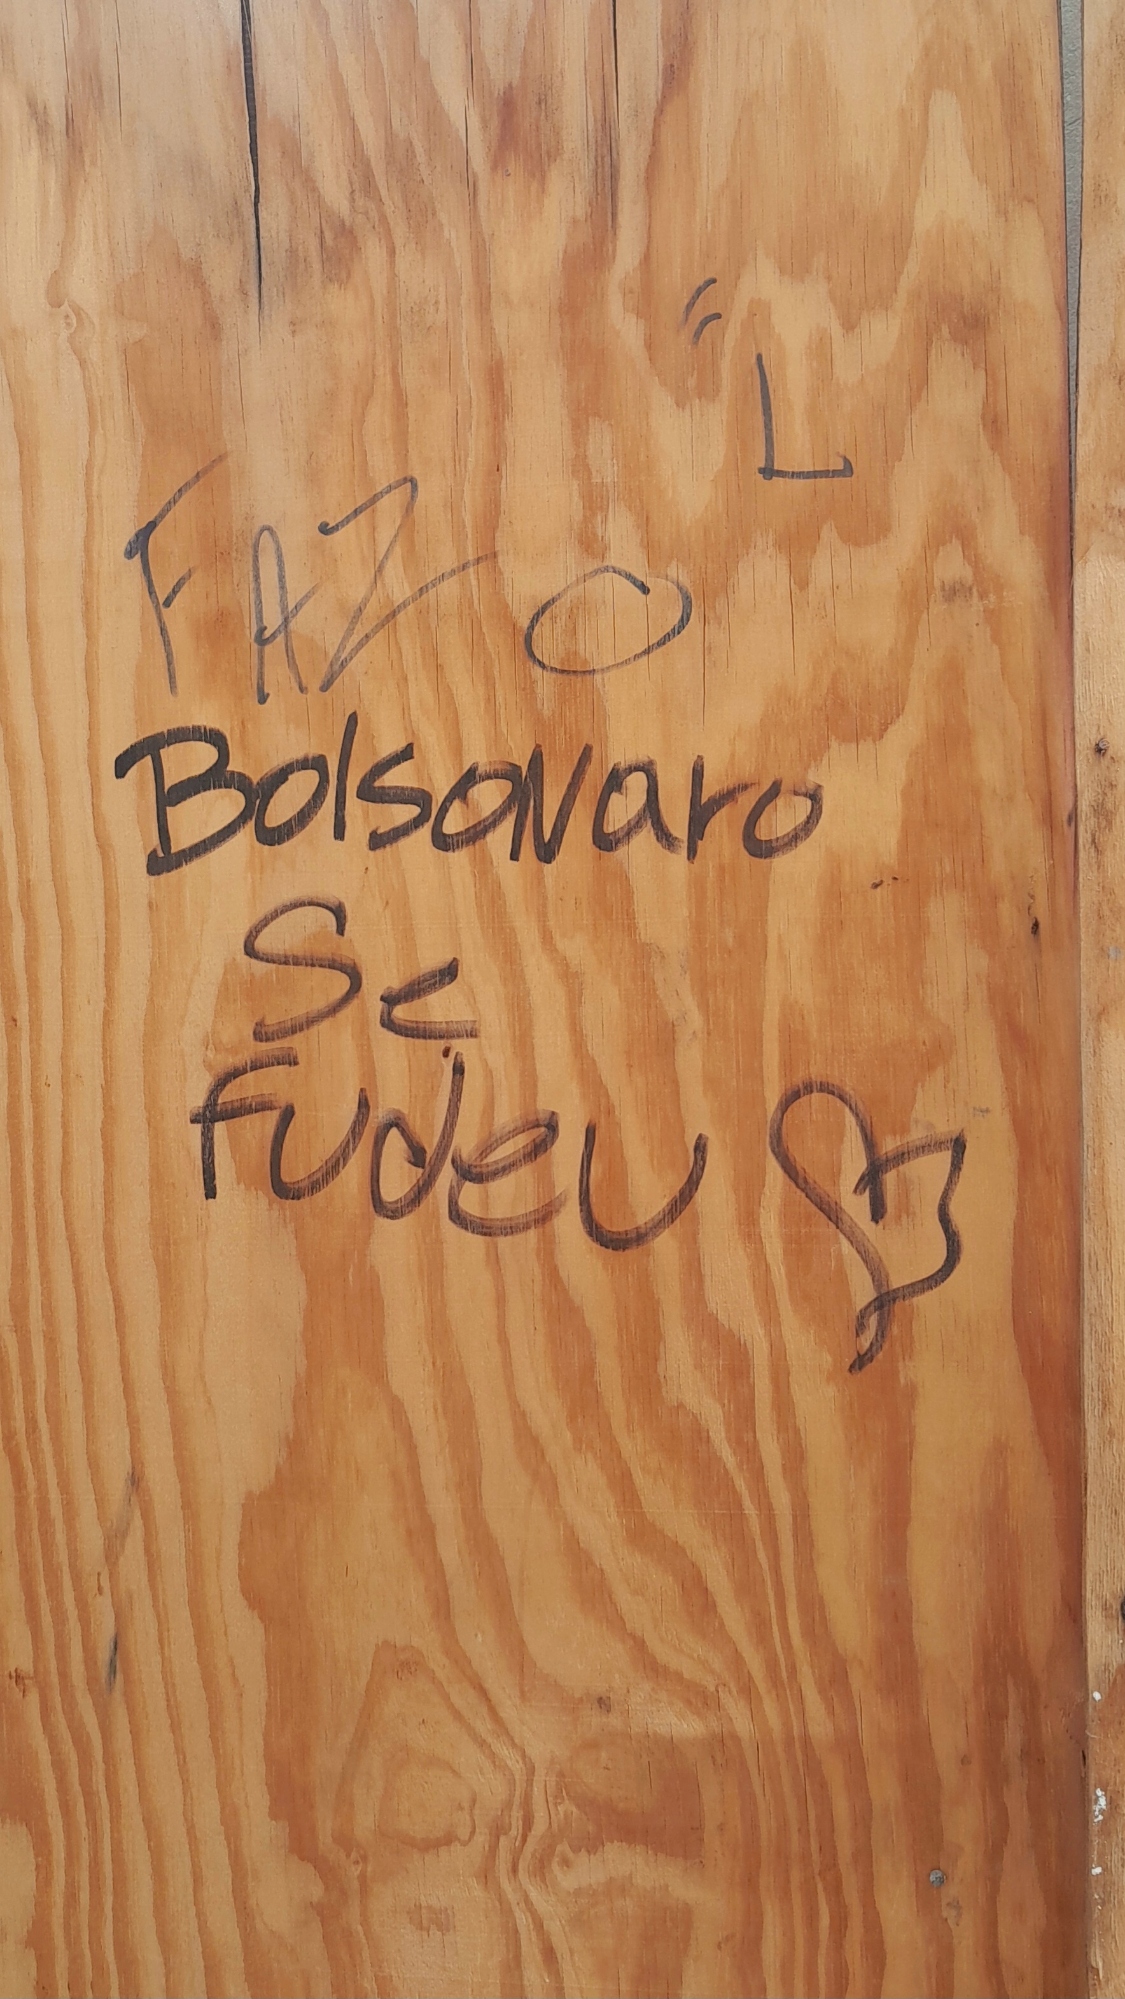 FAZ O "L
Bolsonaro
Se
Fudeu